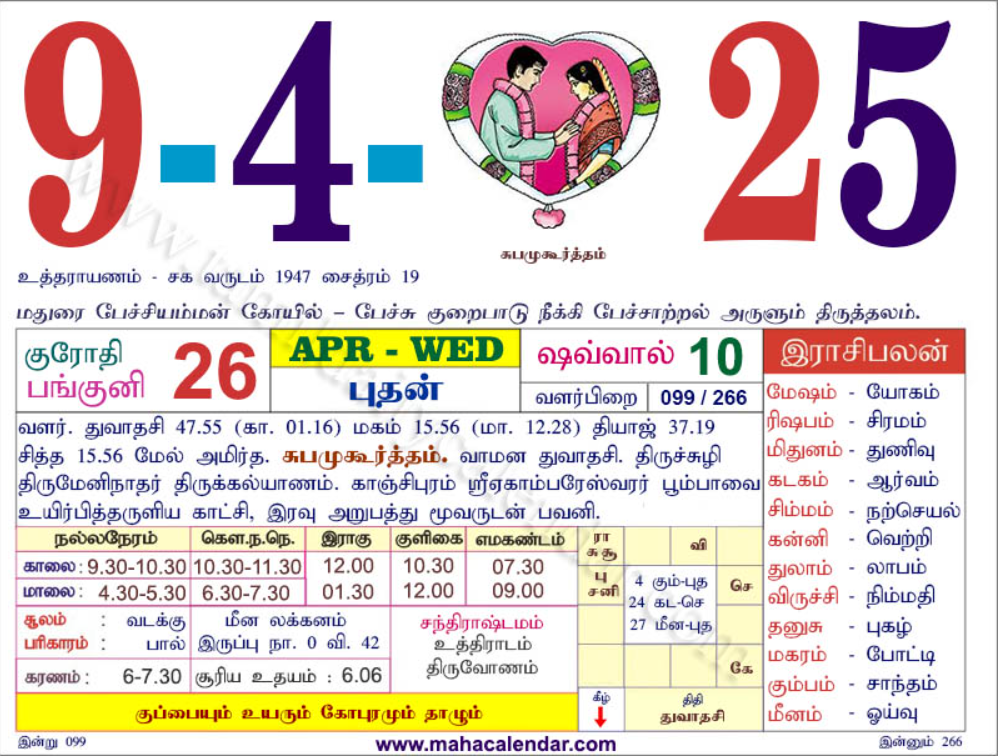 9-4-25
சுபமுகூர்த்தம்
உத்தராயணம் - சக வருடம் 1947 சைத்ரம் 19
மதுரை பேச்சியம்மன் கோயில் – பேச்சு குறைபாடு நீக்கி பேச்சாற்றல் அருளும் திருத்தலம்.
குரோதி
பங்குனி
26
APR - WED
புதன்
ஷவ்வால் 10
வளர்பிறை 099 / 266
வளர். துவாதசி 47.55 (கா. 01.16) மகம் 15.56 (மா. 12.28) தியாஜ் 37.19
சித்த 15.56 மேல் அமிர்த. சுபமுகூர்த்தம். வாமன துவாதசி. திருச்சுழி
திருமேனிநாதர் திருக்கல்யாணம். காஞ்சிபுரம் ஸ்ரீஏகாம்பரேஸ்வரர் பூம்பாவை
உயிர்பித்தருளிய காட்சி, இரவு அறுபத்து மூவருடன் பவனி.
நல்லநேரம் கௌ.ந.நெ. இராகு குளிகை எமகண்டம்
காலை : 9.30-10.30 10.30-11.30 12.00 10.30 07.30
மாலை : 4.30-5.30 6.30-7.30 01.30 12.00 09.00
சூலம் : வடக்கு
பரிகாரம் : பால்
மீன லக்கனம்
இருப்பு நா. 0 வி. 42
சந்திராஷ்டமம்
உத்திராடம்
திருவோணம்
கரணம் : 6-7.30 சூரிய உதயம் : 6.06
குப்பையும் உயரும் கோபுரமும் தாழும்
ரா
சு சூ
வி
பு
சனி
4 கும்-புத
24 கட-செ
27 மீன-புத
செ
கே
கீழ்
திதி
துவாதசி
இராசிபலன்
மேஷம் - யோகம்
ரிஷபம் - சிரமம்
மிதுனம் - துணிவு
கடகம் - ஆர்வம்
சிம்மம் - நற்செயல்
கன்னி - வெற்றி
துலாம் - லாபம்
விருச்சி - நிம்மதி
தனுசு - புகழ்
மகரம் - போட்டி
கும்பம் - சாந்தம்
மீனம் - ஓய்வு
இன்று 099
www.mahacalendar.com
இன்னும் 266